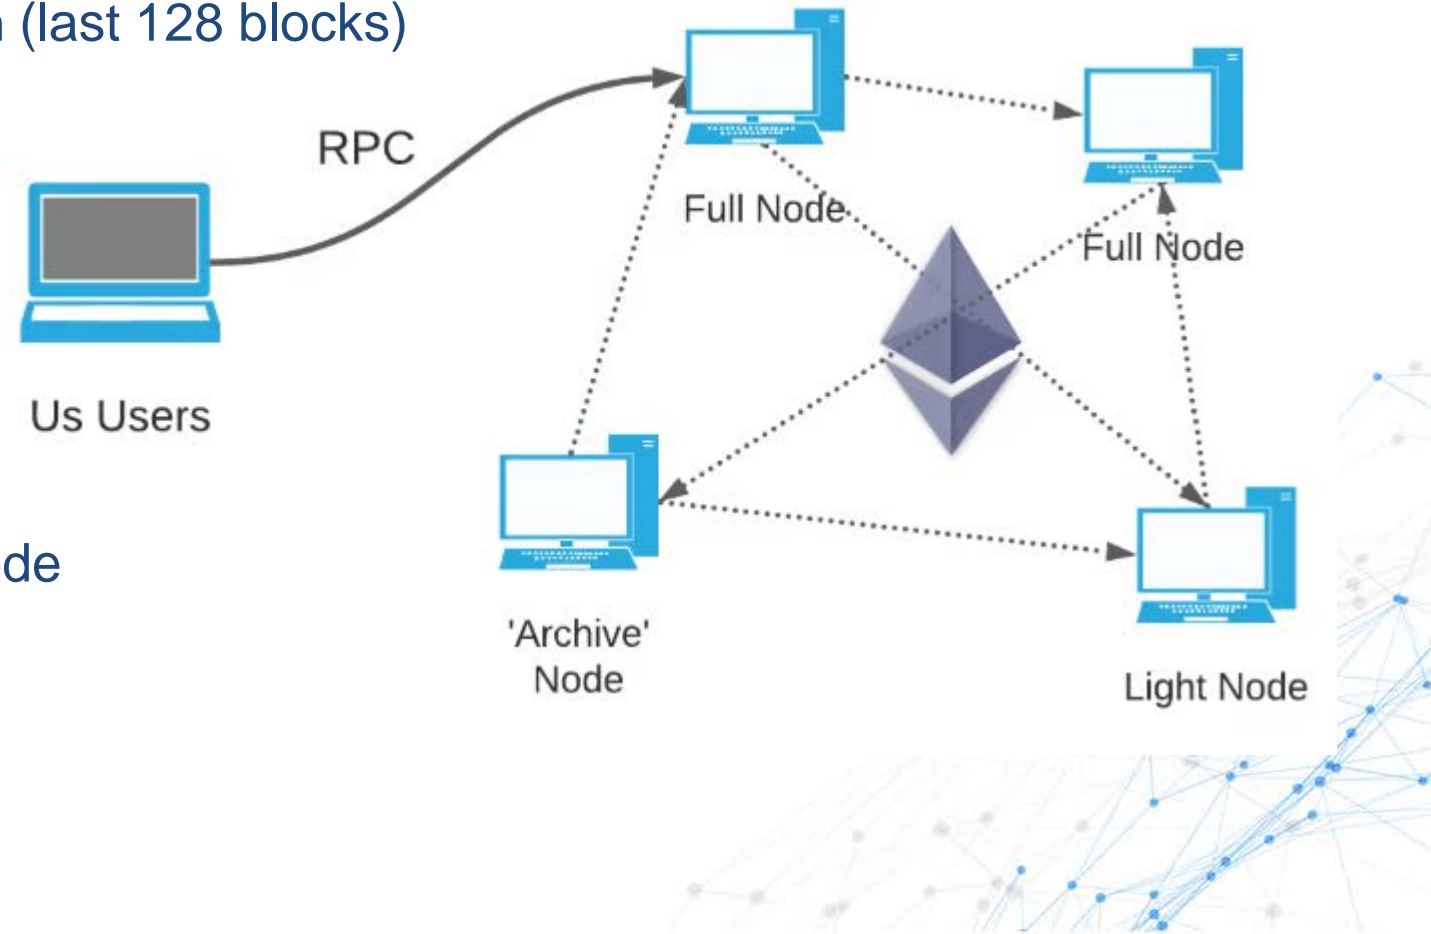 (last 128 blocks)
RPC
Full Node
Full Node
Us Users
de
'Archive'
Node
Light Node